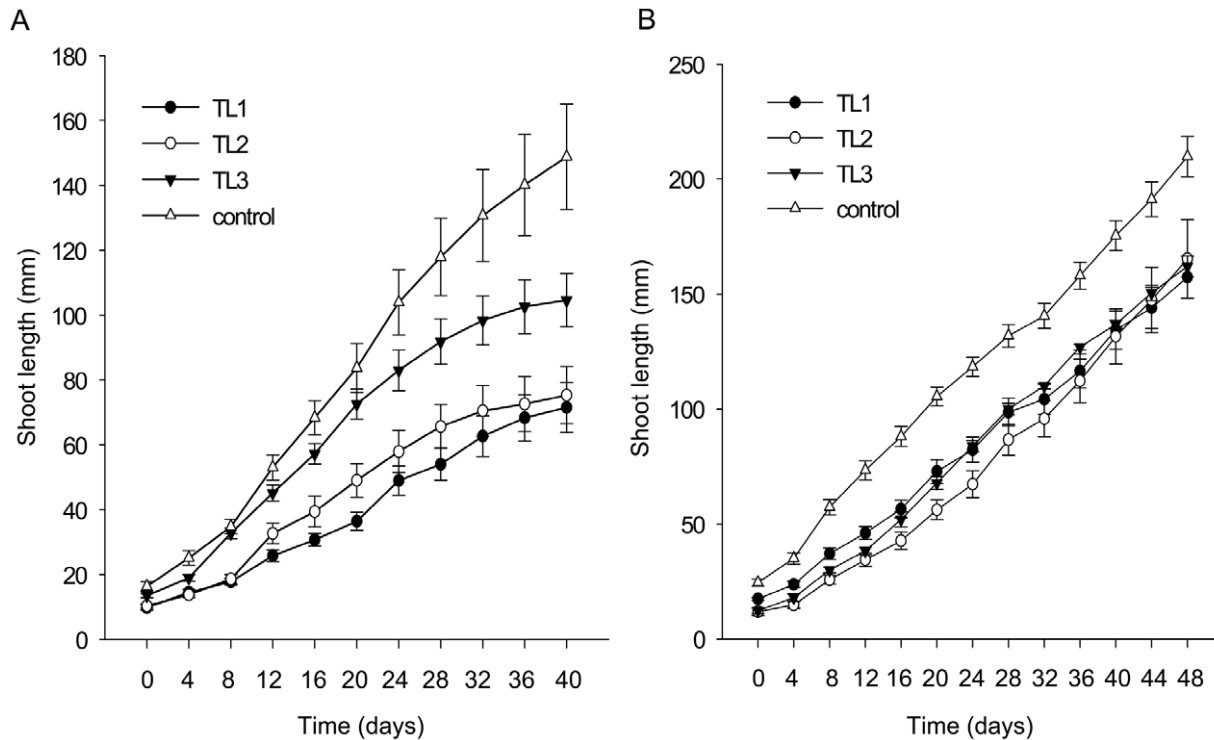 A
180
160
140
120
100
80
60
40
20
0
Shoot length (mm)
TL1
TL2
TL3
control
0 4 8 12 16 20 24 28 32 36 40
Time (days)
B
250
200
150
100
50
0
Shoot length (mm)
TL1
TL2
TL3
control
0 4 8 12 16 20 24 28 32 36 40 44 48
Time (days)